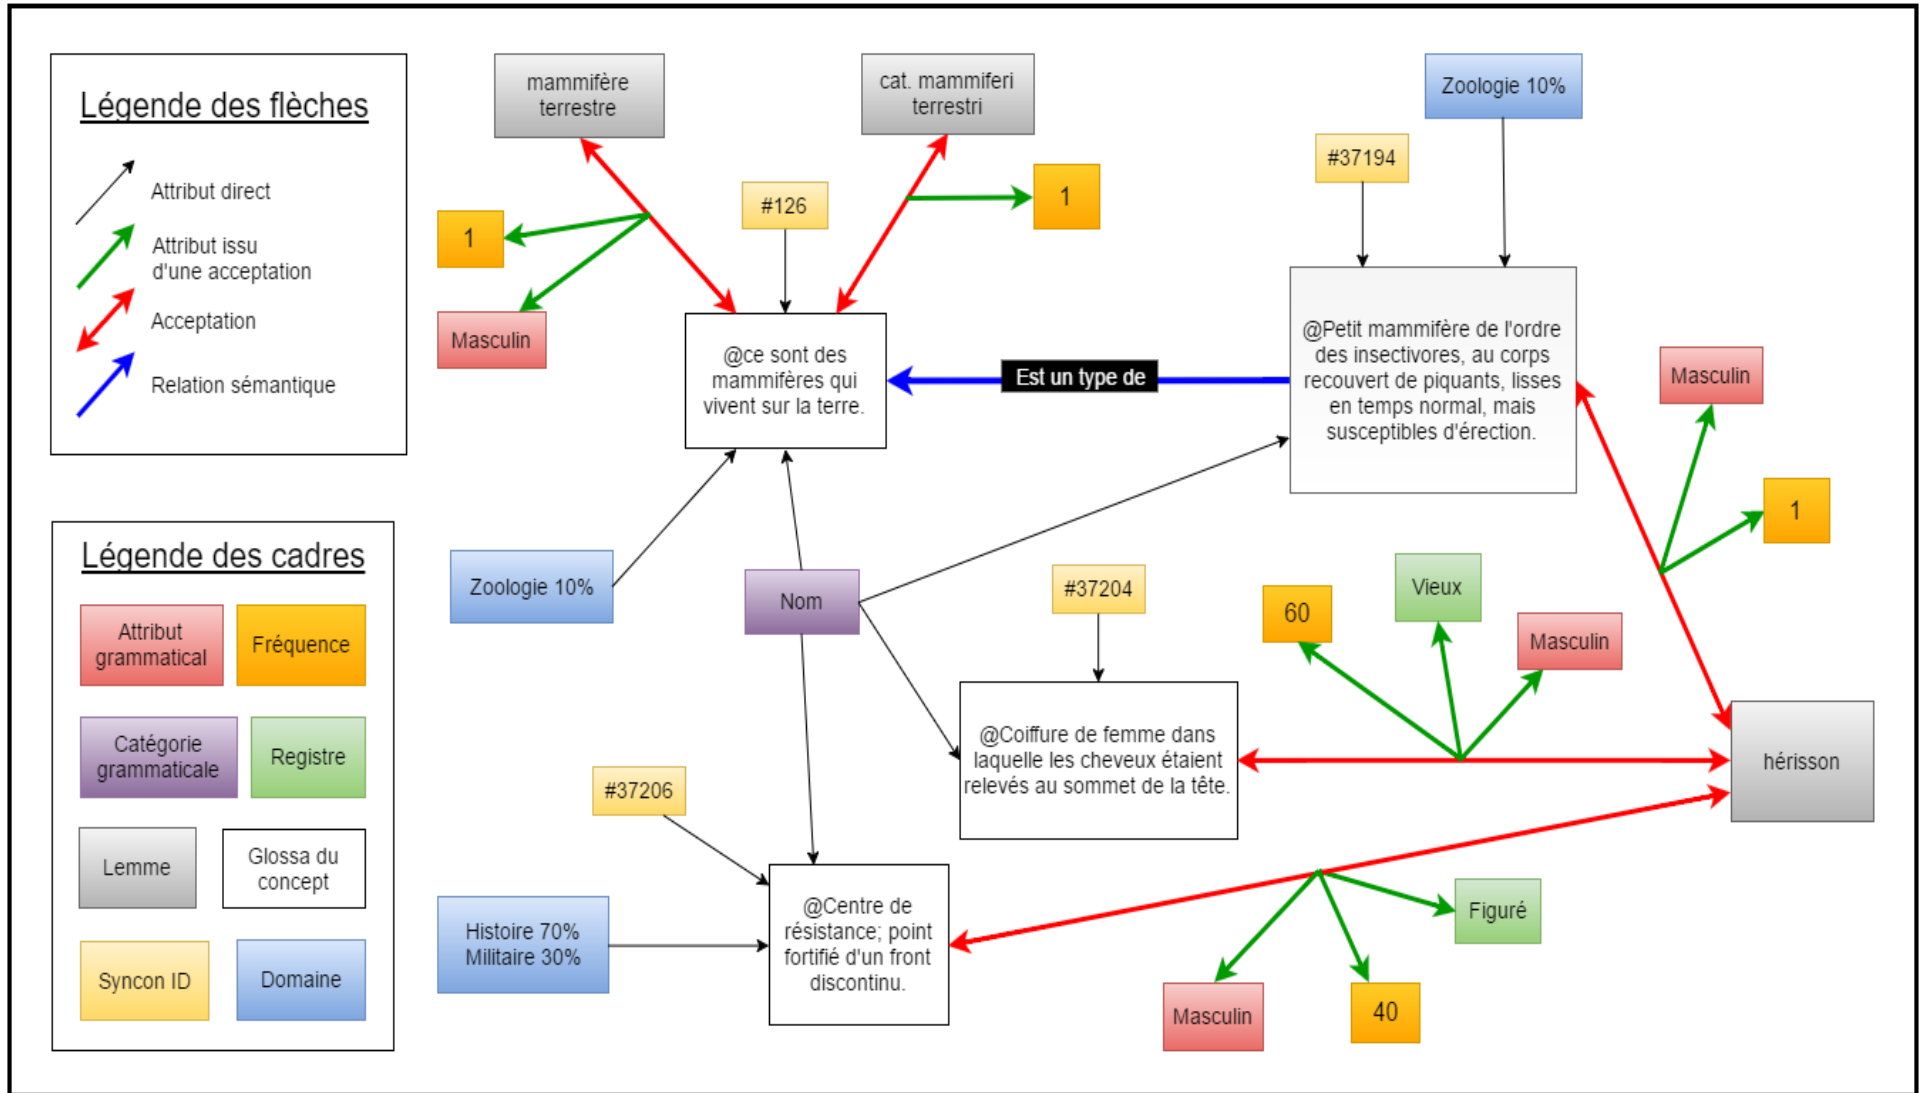 Légende des flèches
Attribut direct
Attribut issu
d'une acceptation
Acceptation
Relation sémantique
Légende des cadres
Attribut
grammatical
Fréquence
Catégorie
grammaticale
Registre
Lemme
Glossa du
concept
Syncon ID
Domaine
mammifère
terrestre
cat. mammiferi
terrestri
Zoologie 10%
#37194
#126
1
1
Masculin
@ce sont des
mammifères qui
vivent sur la terre.
Est un type de
@Petit mammifère de l'ordre
des insectivores, au corps
recouvert de piquants, lisses
en temps normal, mais
susceptibles d'érection.
Masculin
1
Zoologie 10%
Nom
#37204
60
Vieux
Masculin
@Coiffure de femme dans
laquelle les cheveux étaient
relevés au sommet de la tête.
hérisson
#37206
Histoire 70%
Militaire 30%
@Centre de
résistance; point
fortifié d'un front
discontinu.
Figuré
Masculin
40